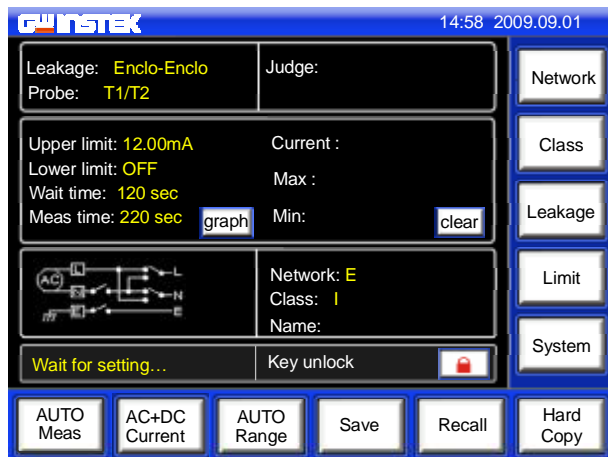 GWINSTEK 14:58 2009.09.01
Leakage: Enclo-Enclo
Probe: T1/T2
Judge:
Upper limit: 12.00mA
Lower limit: OFF
Wait time: 120 sec
Meas time: 220 sec
graph
Current :
Max :
Min:
clear
AC
L
N
E
L
N
E
Network: E
Class: I
Name:
Wait for setting...
Key unlock
Network
Class
Leakage
Limit
System
AUTO
Meas
AC+DC
Current
AUTO
Range
Save
Recall
Hard
Copy